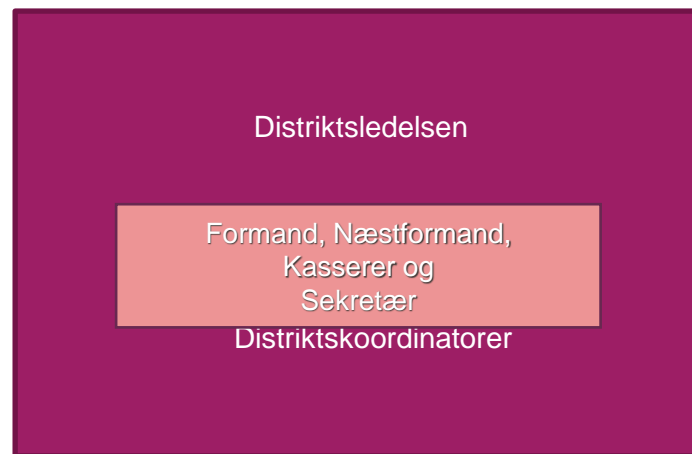 Distriktsledelsen
Formand, Næstformand,
Kasserer og
Sekretær
Distriktskoordinatorer